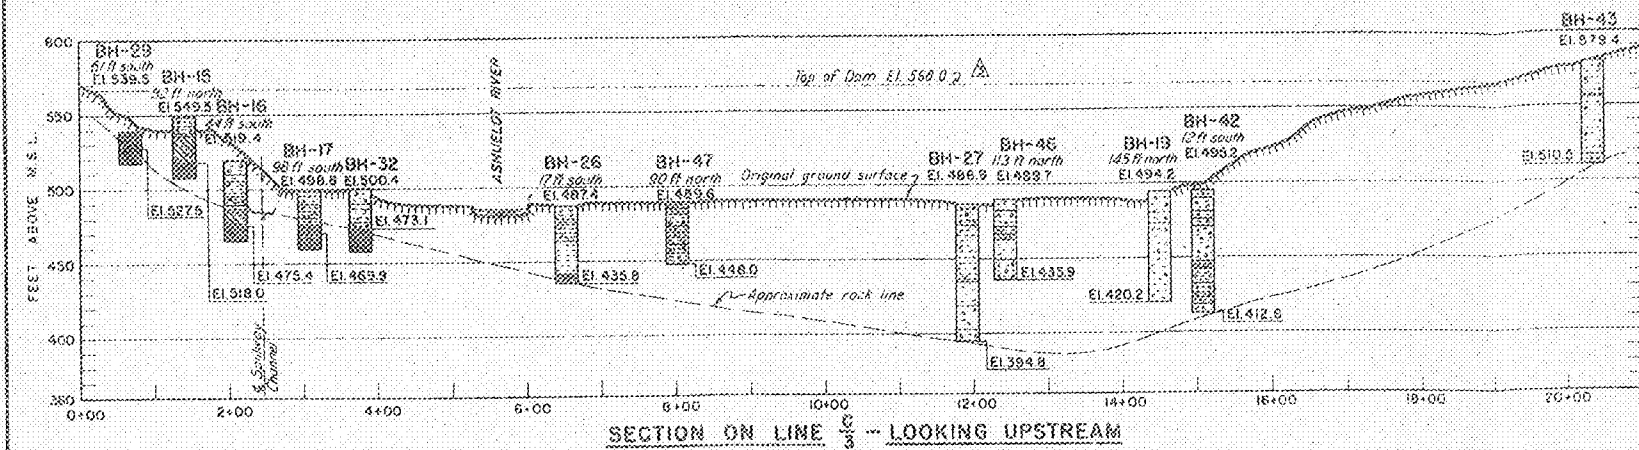 BH-43
El. 579.4
600
BH-29
61 ft south
El. 539.5
BH-15
92 ft north
El 549.5
BH-16
44 ft south
El. 519.4
ASHUELOT RIVER
Top of Dam El. 568.0
550
BH-17
98 ft south
El. 498.8
BH-32
El. 500.4
BH-26
17 ft south
El. 487.4
BH-47
90 ft north
El. 489.6
Original ground surface
BH-27
El. 486.9
BH-46
113 ft north
El 489.7
BH-19
145 ft north
El 494.2
BH-42
12 ft south
El 495.2
El. 510.5
500
El. 527.5
El. 473.1
450
El. 475.4
El. 469.9
El. 518.0
El. 435.8
El. 448.0
El. 435.9
El. 420.2
El. 412.8
Approximate rock line
FEET ABOVE M.S.L.
400
El. 394.8
℄ Spillway
Channel
360
0+00
2+00
4+00
6+00
8+00
10+00
12+00
14+00
16+00
18+00
20+00
SECTION ON LINE C/3 - LOOKING UPSTREAM